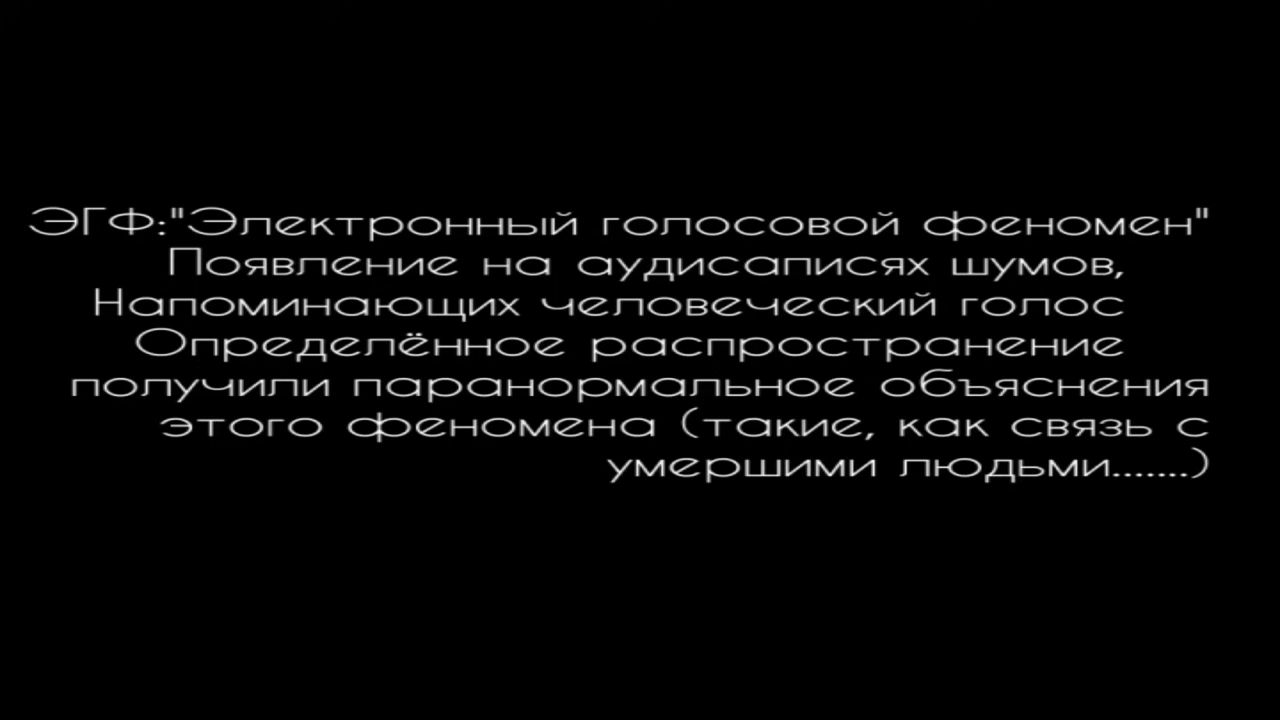 ЭГФ:"Электронный голосовой феномен"
Появление на аудисаписях шумов,
Напоминающих человеческий голос
Определённое распространение
получили паранормальное объяснения
этого феномена (такие, как связь с
умершими людьми.......)